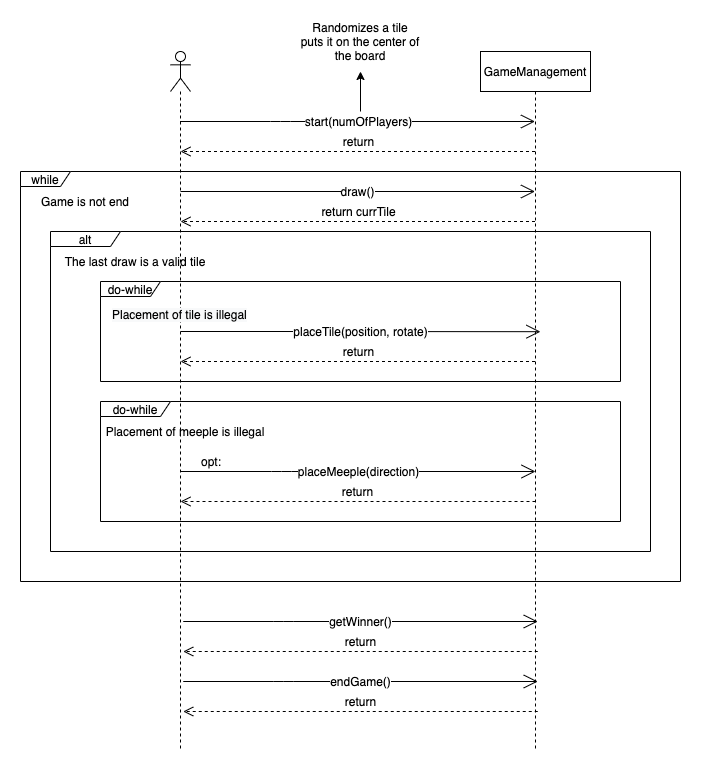 Randomizes a tile
puts it on the center of
the board
GameManagement
start(numOfPlayers)
return
while
draw()
Game is not end
return currTile
alt
The last draw is a valid tile
do-while
Placement of tile is illegal
placeTile(position, rotate)
return
do-while
Placement of meeple is illegal
opt:
placeMeeple(direction)
return
getWinner()
return
endGame()
return